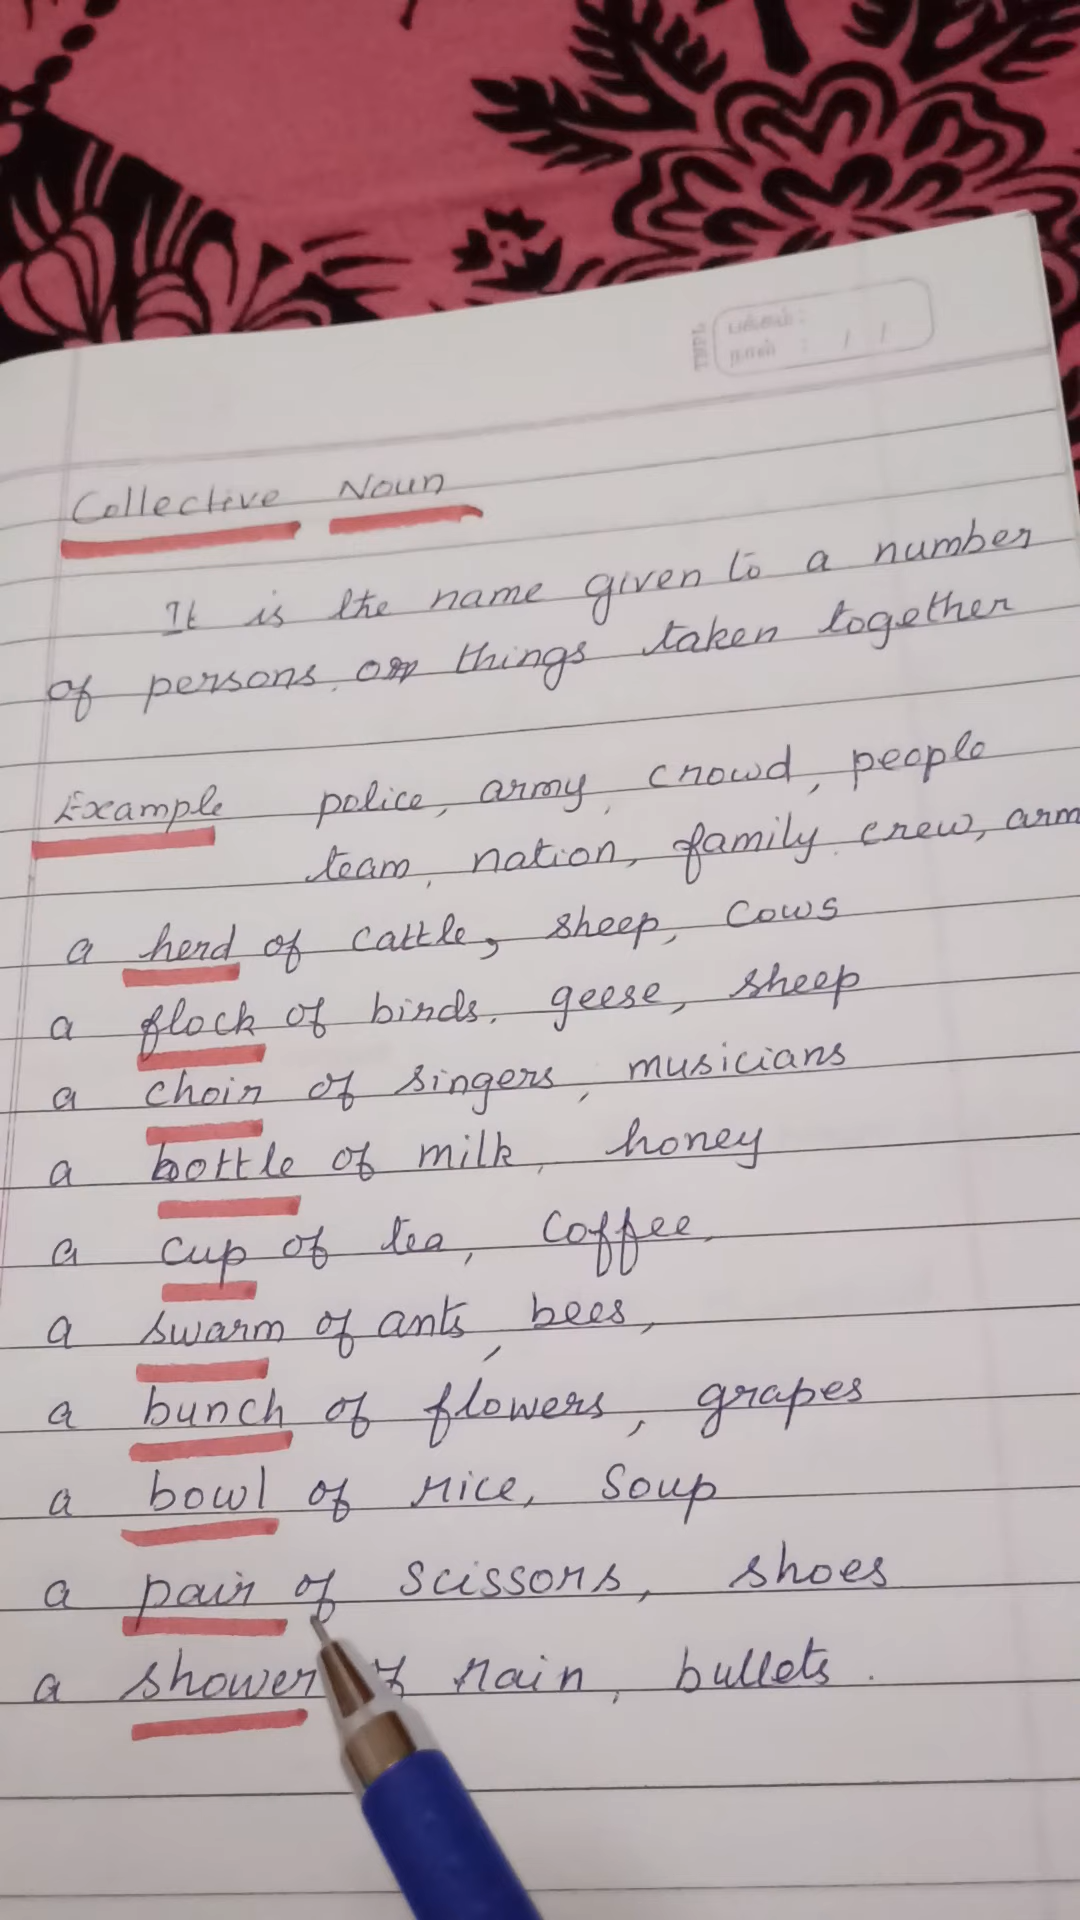 பக்கம் :
நாள் : / /
Collective Noun
It is the name given to a number
of persons or things taken together
Example police, army, crowd, people
team, nation, family, crew, arm
a herd of cattle, sheep, cows
a flock of birds, geese, sheep
a choir of singers, musicians
a bottle of milk, honey
a cup of tea, coffee,
a swarm of ants, bees,
a bunch of flowers, grapes
a bowl of rice, soup
a pair of scissors, shoes
a shower of rain, bullets.